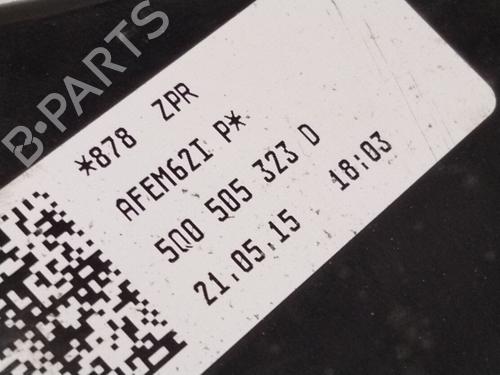 B-PARTS
*878 ZPR
AFEM62I P*
5Q0 505 323 D
21.05.15 18:03